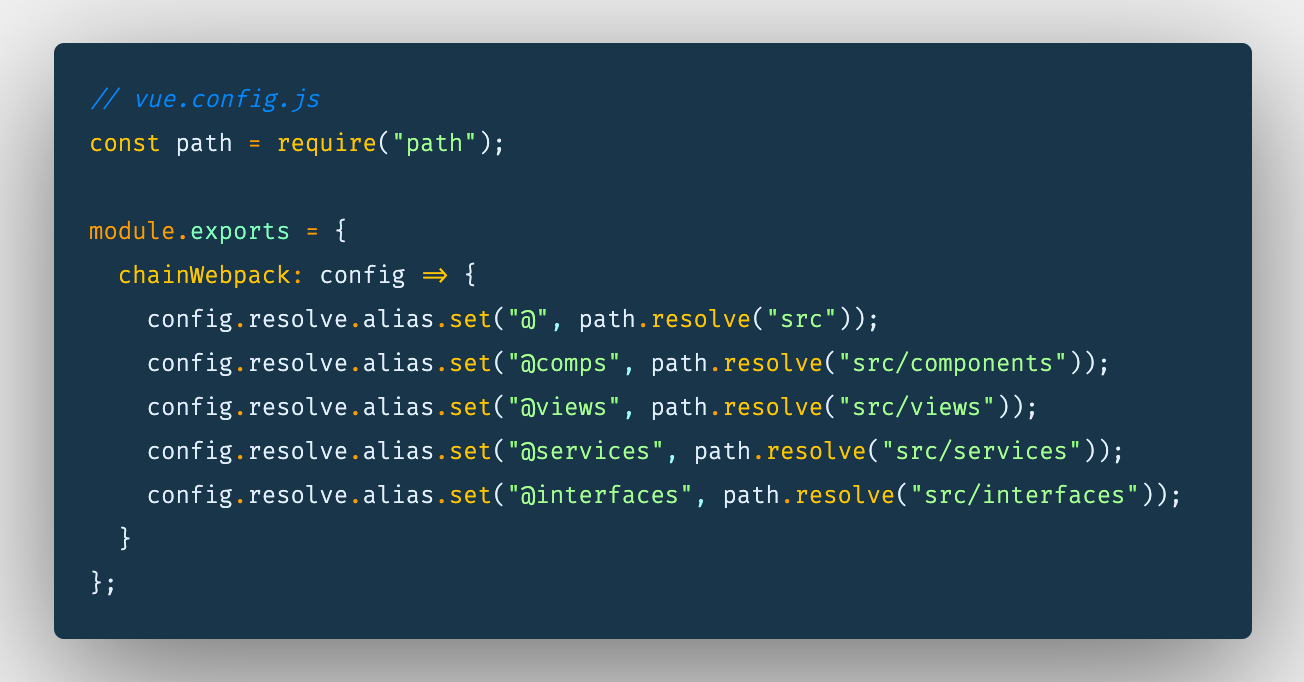 // vue.config.js
const path = require("path");
module.exports = {
  chainWebpack: config => {
    config.resolve.alias.set("@", path.resolve("src"));
    config.resolve.alias.set("@comps", path.resolve("src/components"));
    config.resolve.alias.set("@views", path.resolve("src/views"));
    config.resolve.alias.set("@services", path.resolve("src/services"));
    config.resolve.alias.set("@interfaces", path.resolve("src/interfaces"));
  }
};